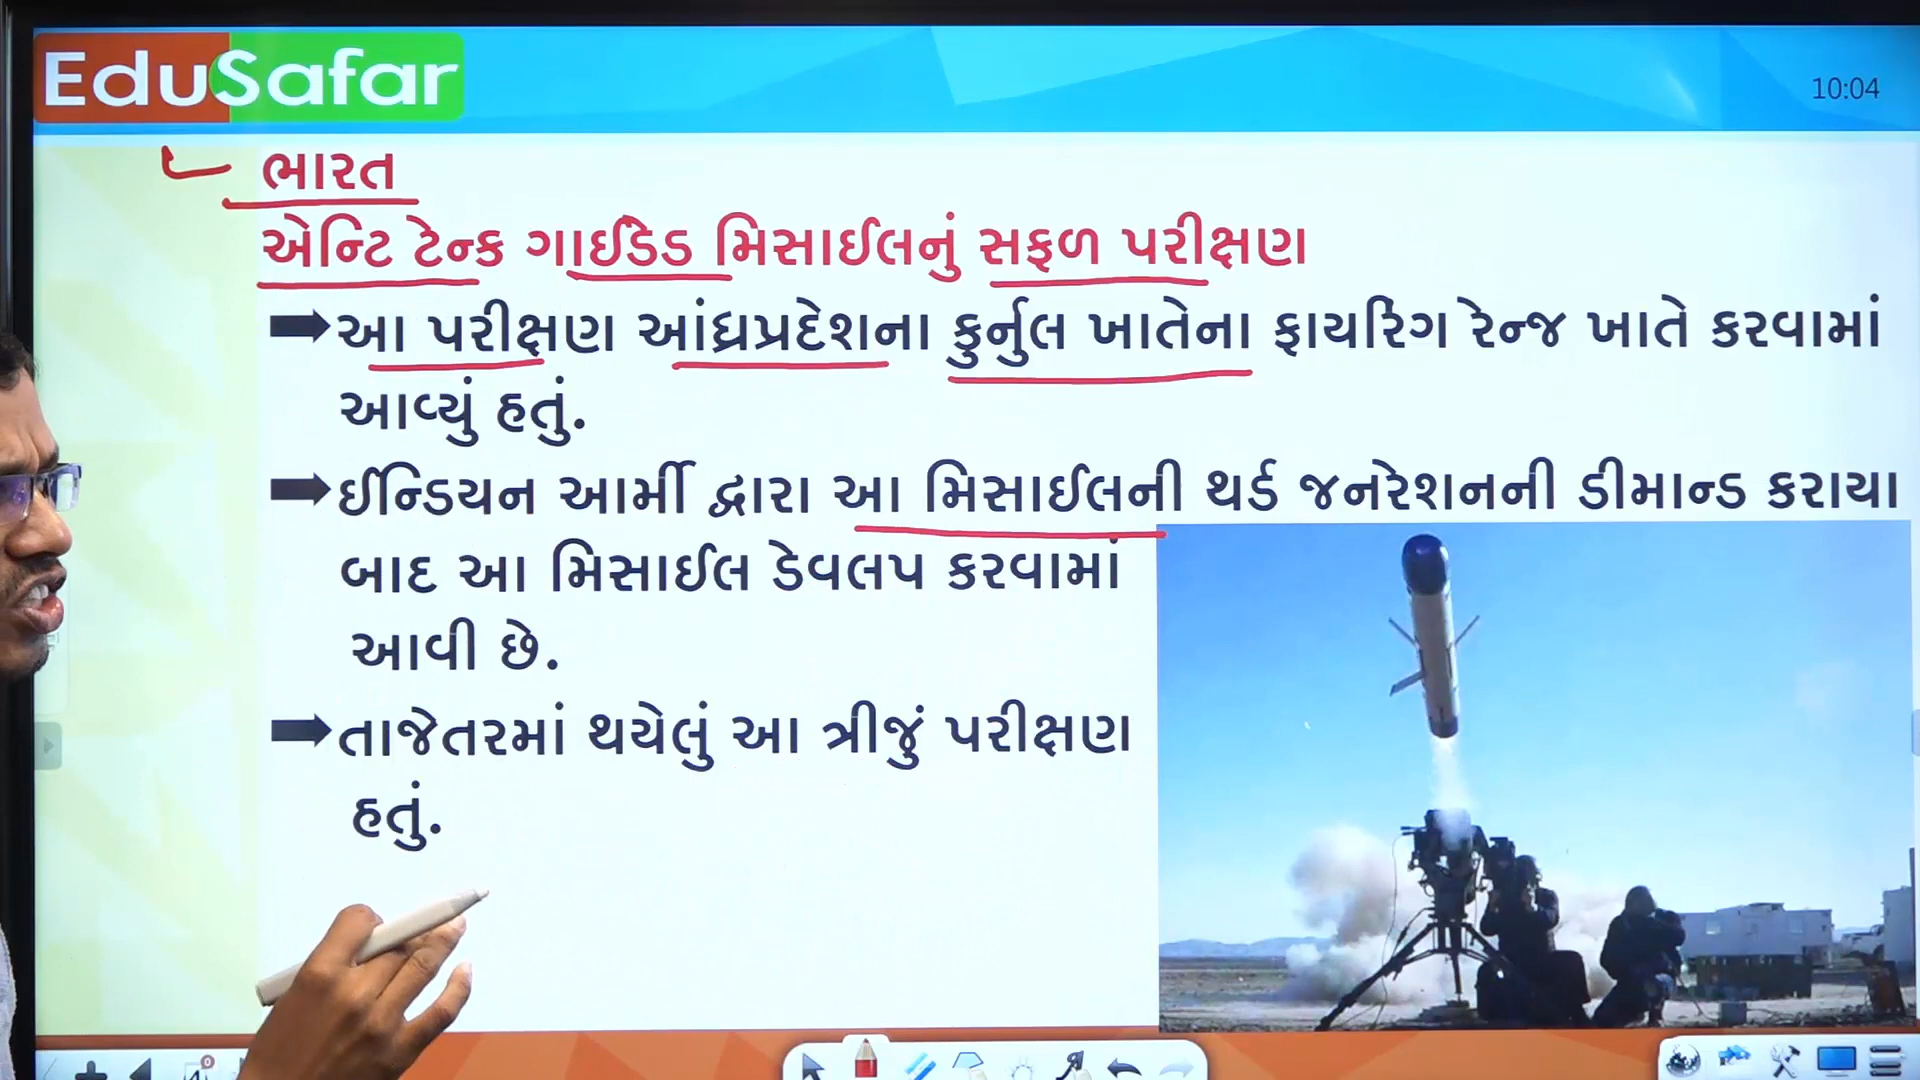 EduSafar
10:04
ભારત
એન્ટિ ટેન્ક ગાઈડેડ મિસાઈલનું સફળ પરીક્ષણ
આ પરીક્ષણ આંધ્રપ્રદેશના કુર્નુલ ખાતેના ફાયરિંગ રેન્જ ખાતે કરવામાં
આવ્યું હતું.
ઈન્ડિયન આર્મી દ્વારા આ મિસાઈલની થર્ડ જનરેશનની ડીમાન્ડ કરાયા
બાદ આ મિસાઈલ ડેવલપ કરવામાં
આવી છે.
તાજેતરમાં થયેલું આ ત્રીજું પરીક્ષણ
હતું.